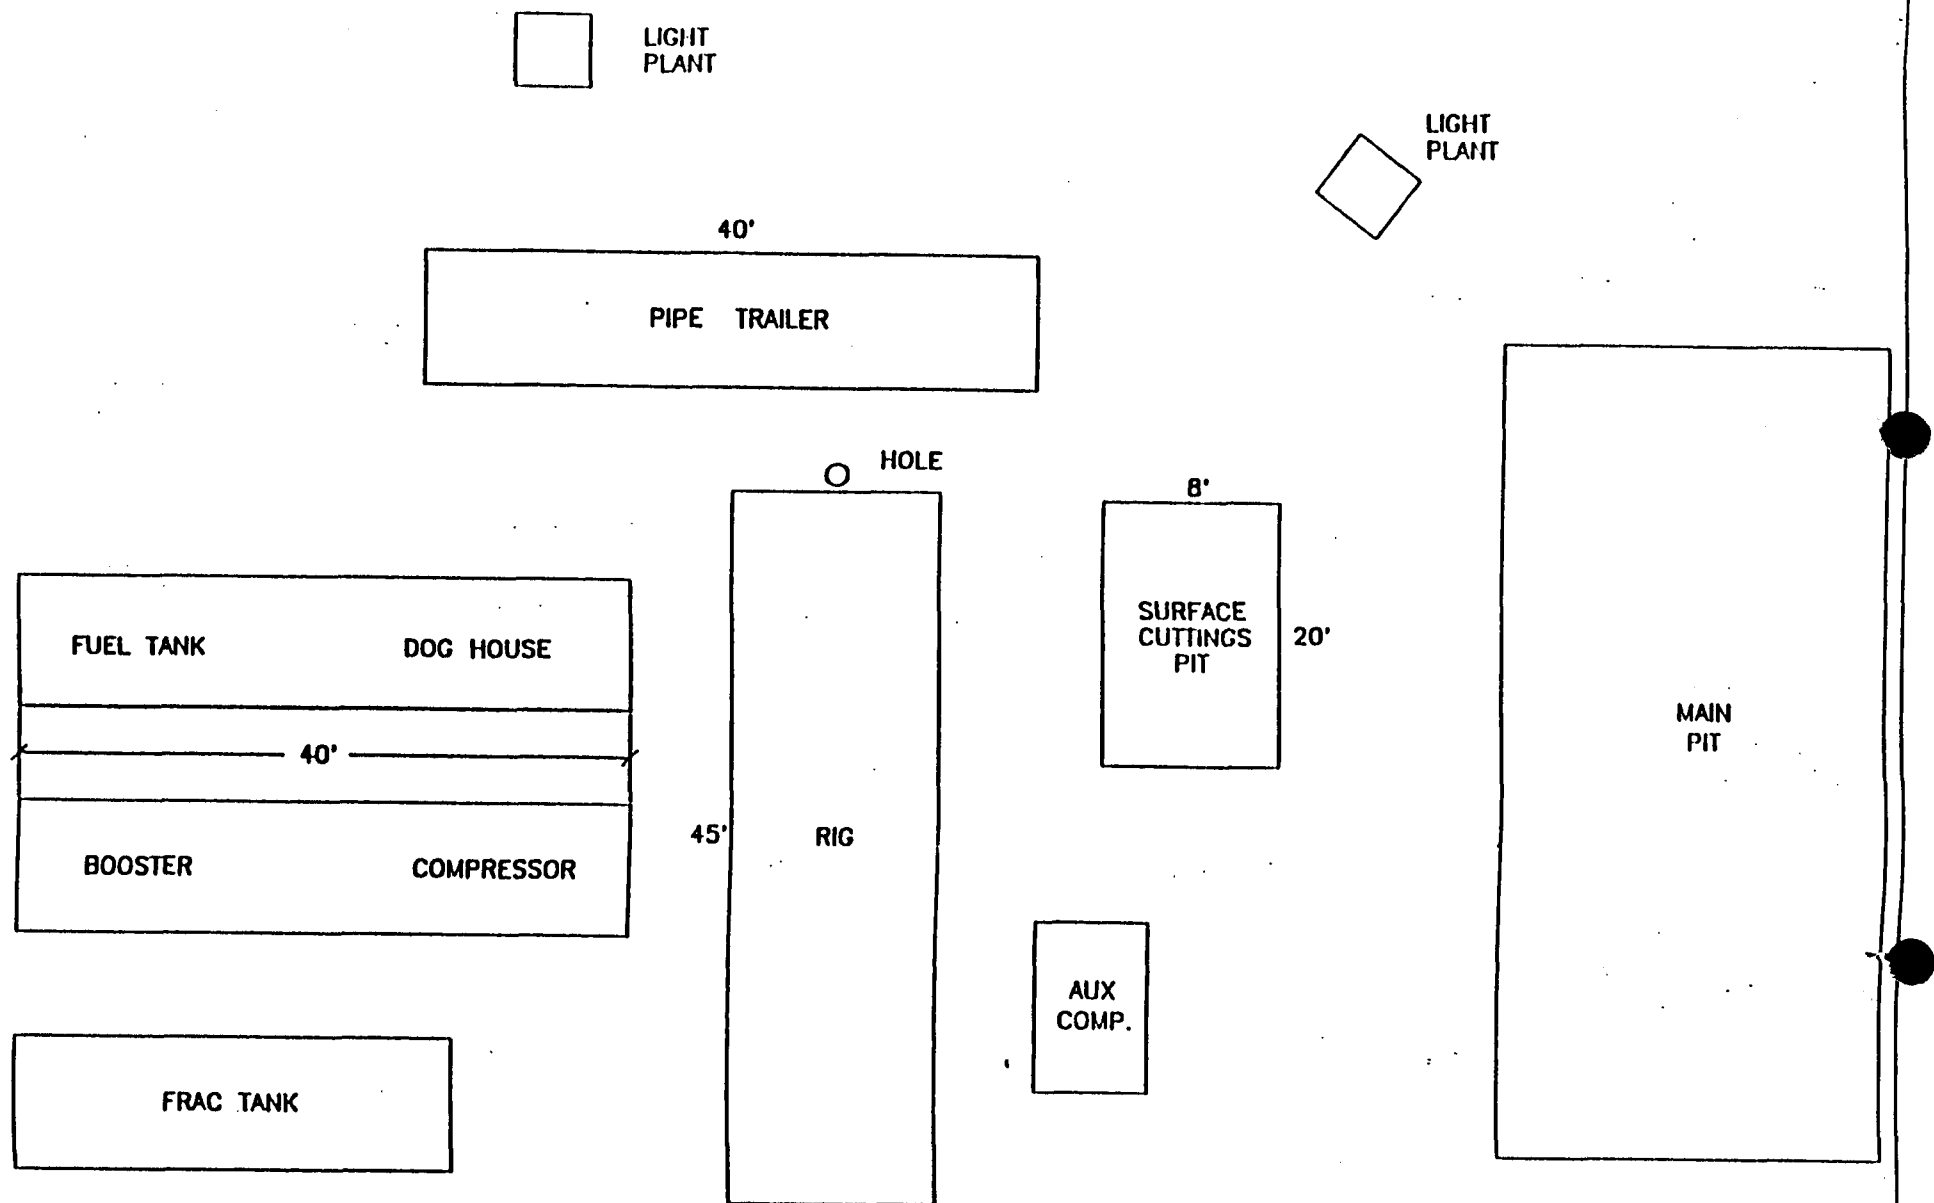 LIGHT
PLANT
LIGHT
PLANT
40'
PIPE TRAILER
HOLE
8'
SURFACE
CUTTINGS
PIT
20'
FUEL TANK DOG HOUSE
40'
MAIN
PIT
45'
RIG
BOOSTER COMPRESSOR
AUX
COMP.
FRAC TANK